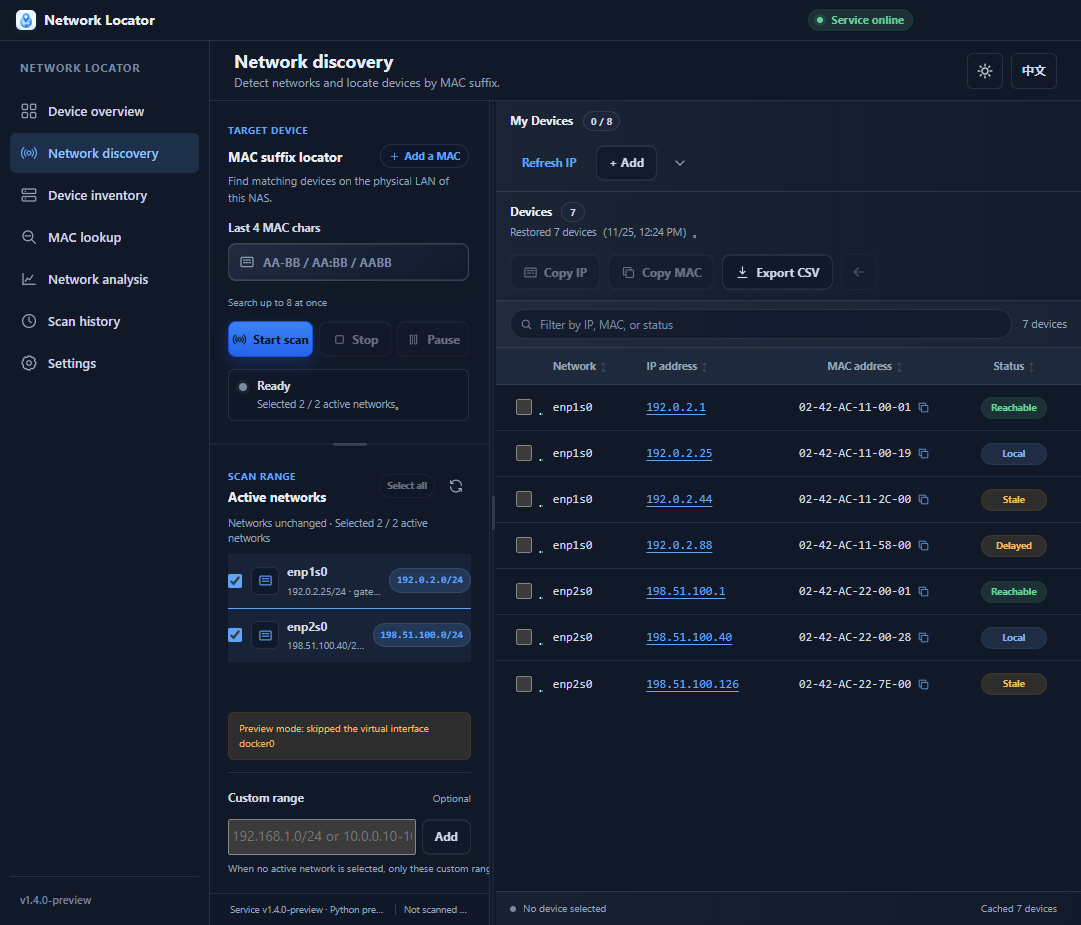 Network Locator
Service online
NETWORK LOCATOR
Device overview
Network discovery
Device inventory
MAC lookup
Network analysis
Scan history
Settings
v1.4.0-preview
Network discovery
Detect networks and locate devices by MAC suffix.
中文
TARGET DEVICE
MAC suffix locator
+ Add a MAC
Find matching devices on the physical LAN of
this NAS.
Last 4 MAC chars
AA-BB / AA:BB / AABB
Search up to 8 at once
Start scan
Stop
Pause
Ready
Selected 2 / 2 active networks。
SCAN RANGE
Active networks
Select all
Networks unchanged · Selected 2 / 2 active
networks
enp1s0
192.0.2.25/24 · gate...
192.0.2.0/24
enp2s0
198.51.100.40/2...
198.51.100.0/24
Preview mode: skipped the virtual interface
docker0
Custom range
Optional
192.168.1.0/24 or 10.0.0.10-1
Add
When no active network is selected, only these custom rang
Service v1.4.0-preview · Python pre...
Not scanned ...
My Devices 0 / 8
Refresh IP
+ Add
Devices 7
Restored 7 devices (11/25, 12:24 PM) 。
Copy IP
Copy MAC
Export CSV
Filter by IP, MAC, or status
7 devices
Network IP address MAC address Status
enp1s0 192.0.2.1 02-42-AC-11-00-01 Reachable
enp1s0 192.0.2.25 02-42-AC-11-00-19 Local
enp1s0 192.0.2.44 02-42-AC-11-2C-00 Stale
enp1s0 192.0.2.88 02-42-AC-11-58-00 Delayed
enp2s0 198.51.100.1 02-42-AC-22-00-01 Reachable
enp2s0 198.51.100.40 02-42-AC-22-00-28 Local
enp2s0 198.51.100.126 02-42-AC-22-7E-00 Stale
No device selected
Cached 7 devices